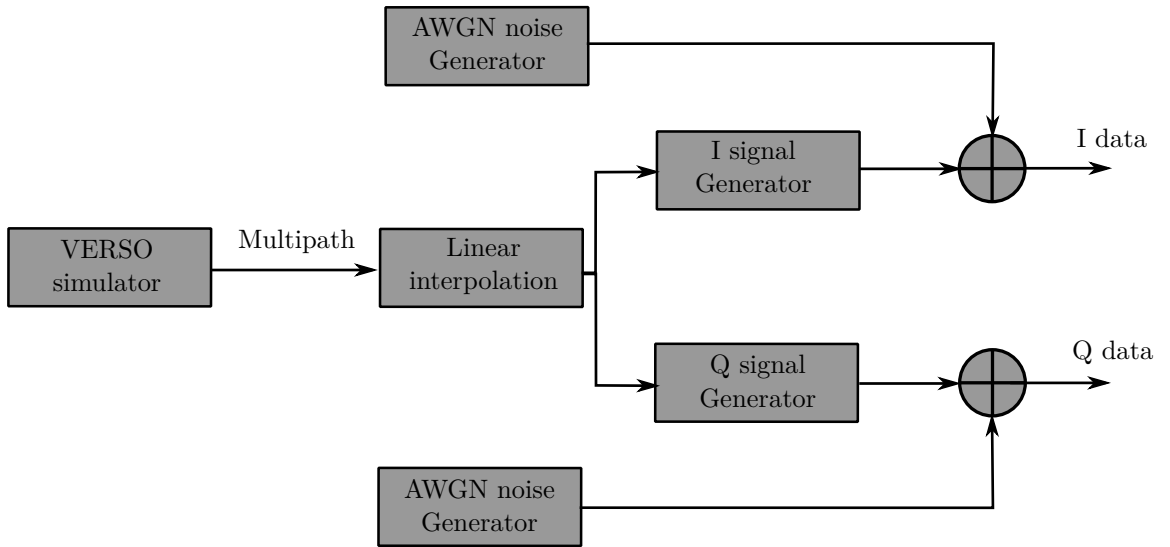 AWGN noise
Generator
I signal
Generator
I data
VERSO
simulator
Multipath
Linear
interpolation
Q signal
Generator
Q data
AWGN noise
Generator